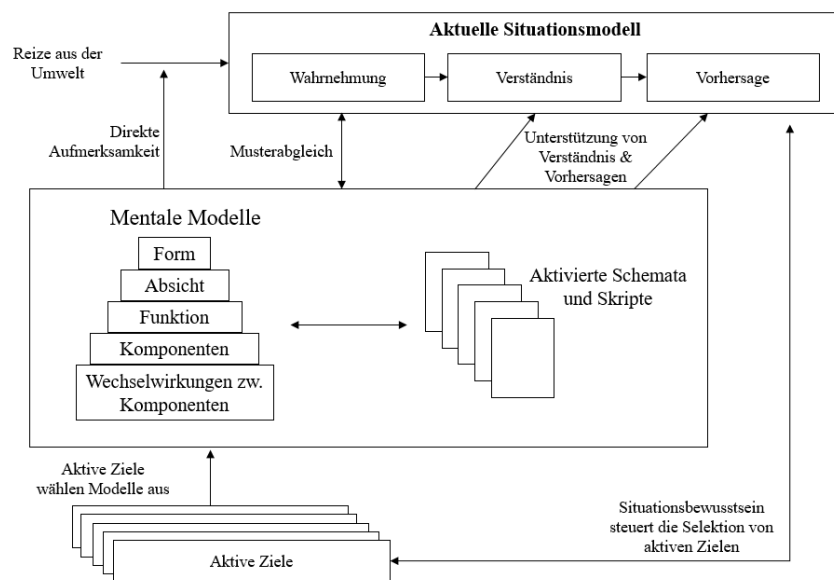 Aktuelle Situationsmodell
Reize aus der
Umwelt
Wahrnehmung
Verständnis
Vorhersage
Direkte
Aufmerksamkeit
Musterabgleich
Unterstützung von
Verständnis &
Vorhersagen
Mentale Modelle
Form
Absicht
Funktion
Komponenten
Wechselwirkungen zw.
Komponenten
Aktivierte Schemata
und Skripte
Aktive Ziele
wählen Modelle aus
Situationsbewusstsein
steuert die Selektion von
aktiven Zielen
Aktive Ziele